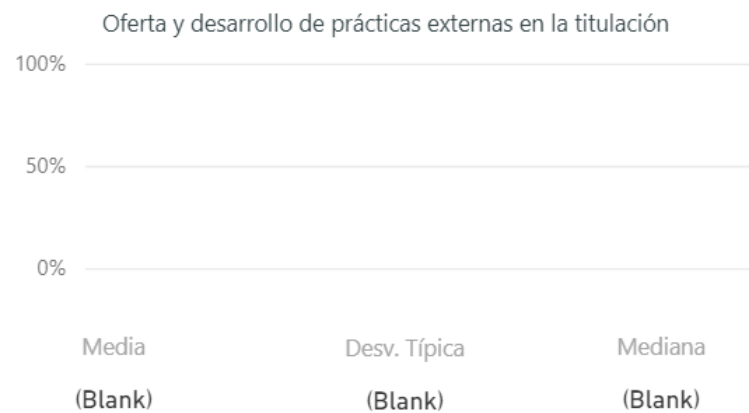 Oferta y desarrollo de prácticas externas en la titulación
100%
50%
0%
Media Desv. Típica Mediana
(Blank) (Blank) (Blank)